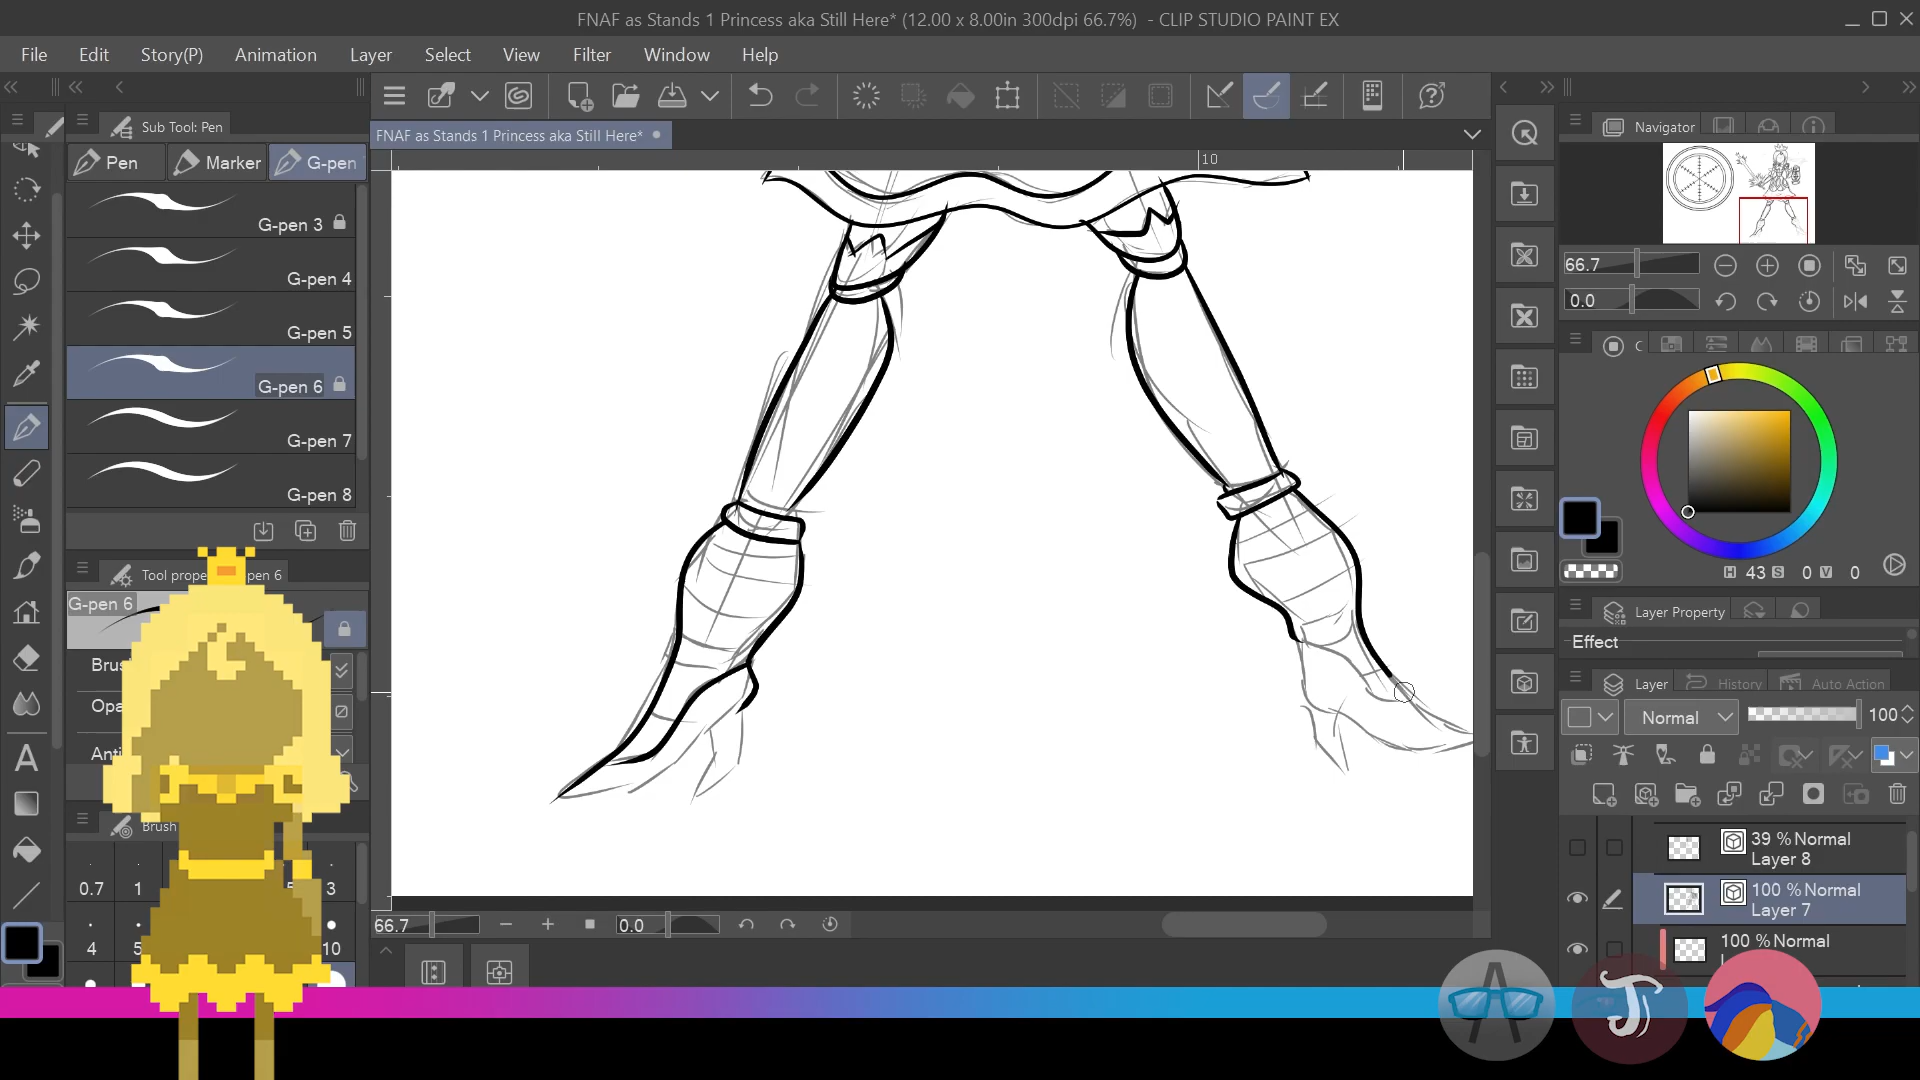 FNAF as Stands 1 Princess aka Still Here* (12.00 x 8.00in 300dpi 66.7%) - CLIP STUDIO PAINT EX
File Edit Story(P) Animation Layer Select View Filter Window Help
Sub Tool: Pen
FNAF as Stands 1 Princess aka Still Here*
Navigator
Pen Marker G-pen
10
G-pen 3
G-pen 4
G-pen 5
G-pen 6
G-pen 7
G-pen 8
66.7
0.0
C
H 43 S 0 V 0
Tool prope
pen 6
G-pen 6
Layer Property
Effect
Layer History Auto Action
Normal 100
Brus
Opa
Anti
Brush
0.7 1 3
4 5 10
39 % Normal
Layer 8
100 % Normal
Layer 7
100 % Normal
66.7 0.0